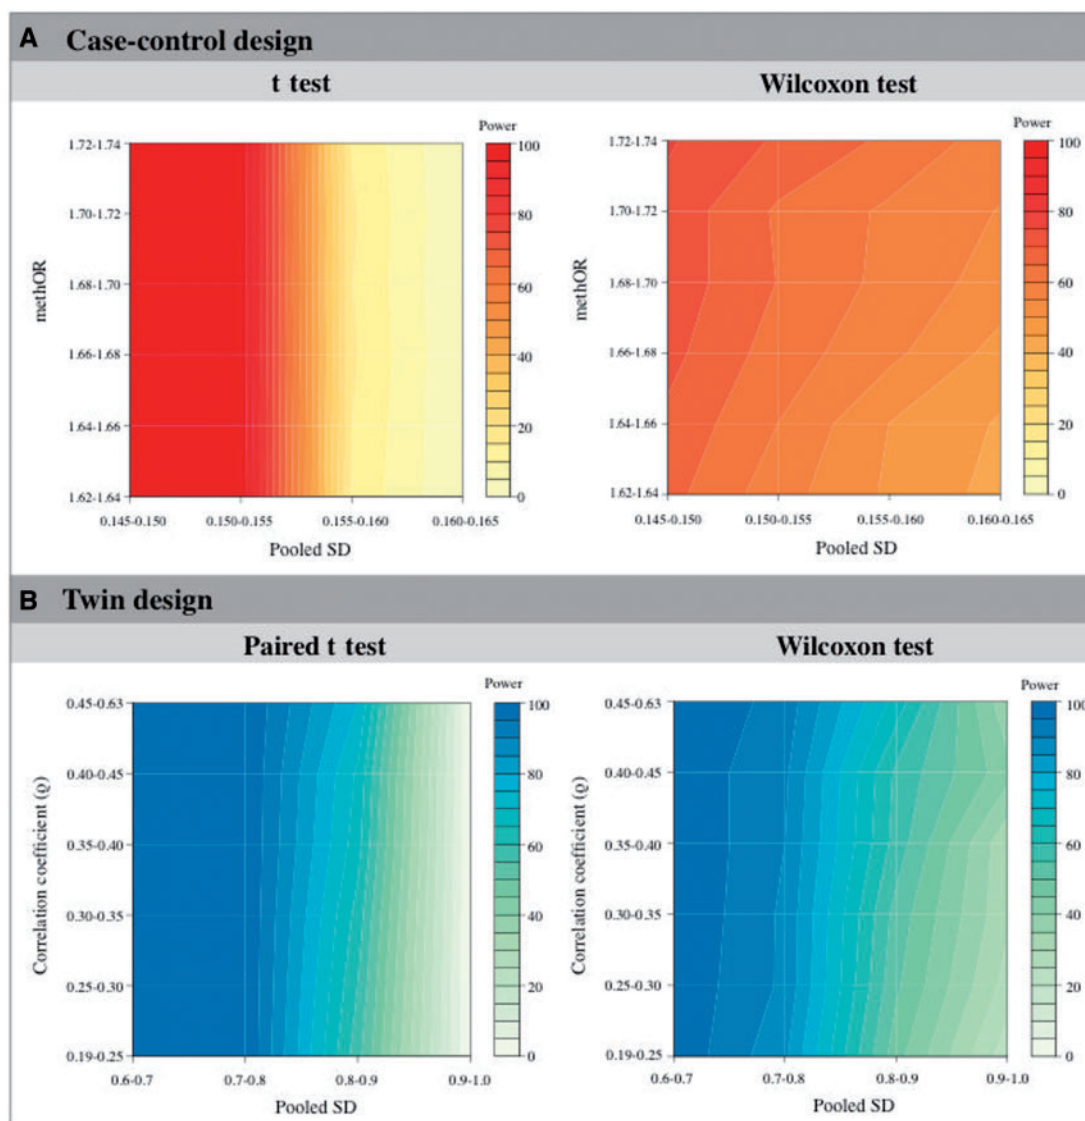 A Case-control design
t test
Wilcoxon test
Power
1.72-1.74
1.70-1.72
1.68-1.70
1.66-1.68
1.64-1.66
1.62-1.64
methOR
100
80
60
40
20
0
0.145-0.150 0.150-0.155 0.155-0.160 0.160-0.165
Pooled SD
Power
1.72-1.74
1.70-1.72
1.68-1.70
1.66-1.68
1.64-1.66
1.62-1.64
methOR
100
80
60
40
20
0
0.145-0.150 0.150-0.155 0.155-0.160 0.160-0.165
Pooled SD
B Twin design
Paired t test
Wilcoxon test
Power
0.45-0.63
0.40-0.45
0.35-0.40
0.30-0.35
0.25-0.30
0.19-0.25
Correlation coefficient (ϱ)
100
80
60
40
20
0
0.6-0.7 0.7-0.8 0.8-0.9 0.9-1.0
Pooled SD
Power
0.45-0.63
0.40-0.45
0.35-0.40
0.30-0.35
0.25-0.30
0.19-0.25
Correlation coefficient (ϱ)
100
80
60
40
20
0
0.6-0.7 0.7-0.8 0.8-0.9 0.9-1.0
Pooled SD